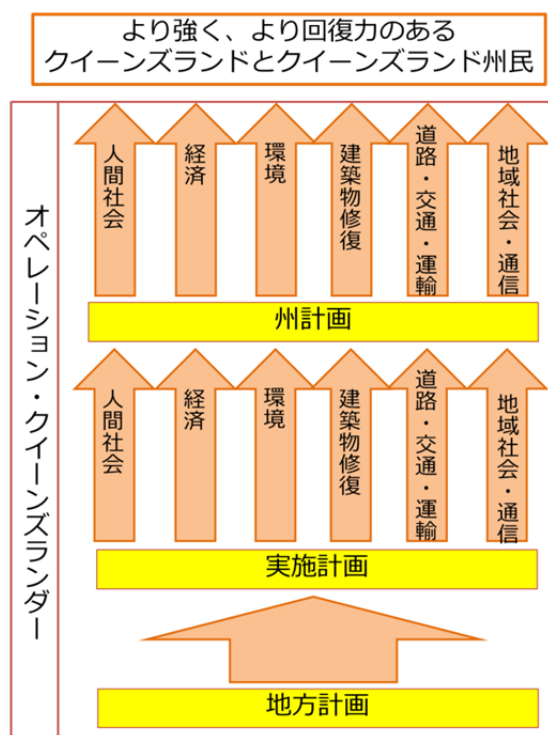 より強く、より回復力のある
クイーンズランドとクイーンズランド州民
オペレーション・クイーンズランダー
人間社会
経済
環境
建築物修復
道路・交通・運輸
地域社会・通信
州計画
人間社会
経済
環境
建築物修復
道路・交通・運輸
地域社会・通信
実施計画
地方計画